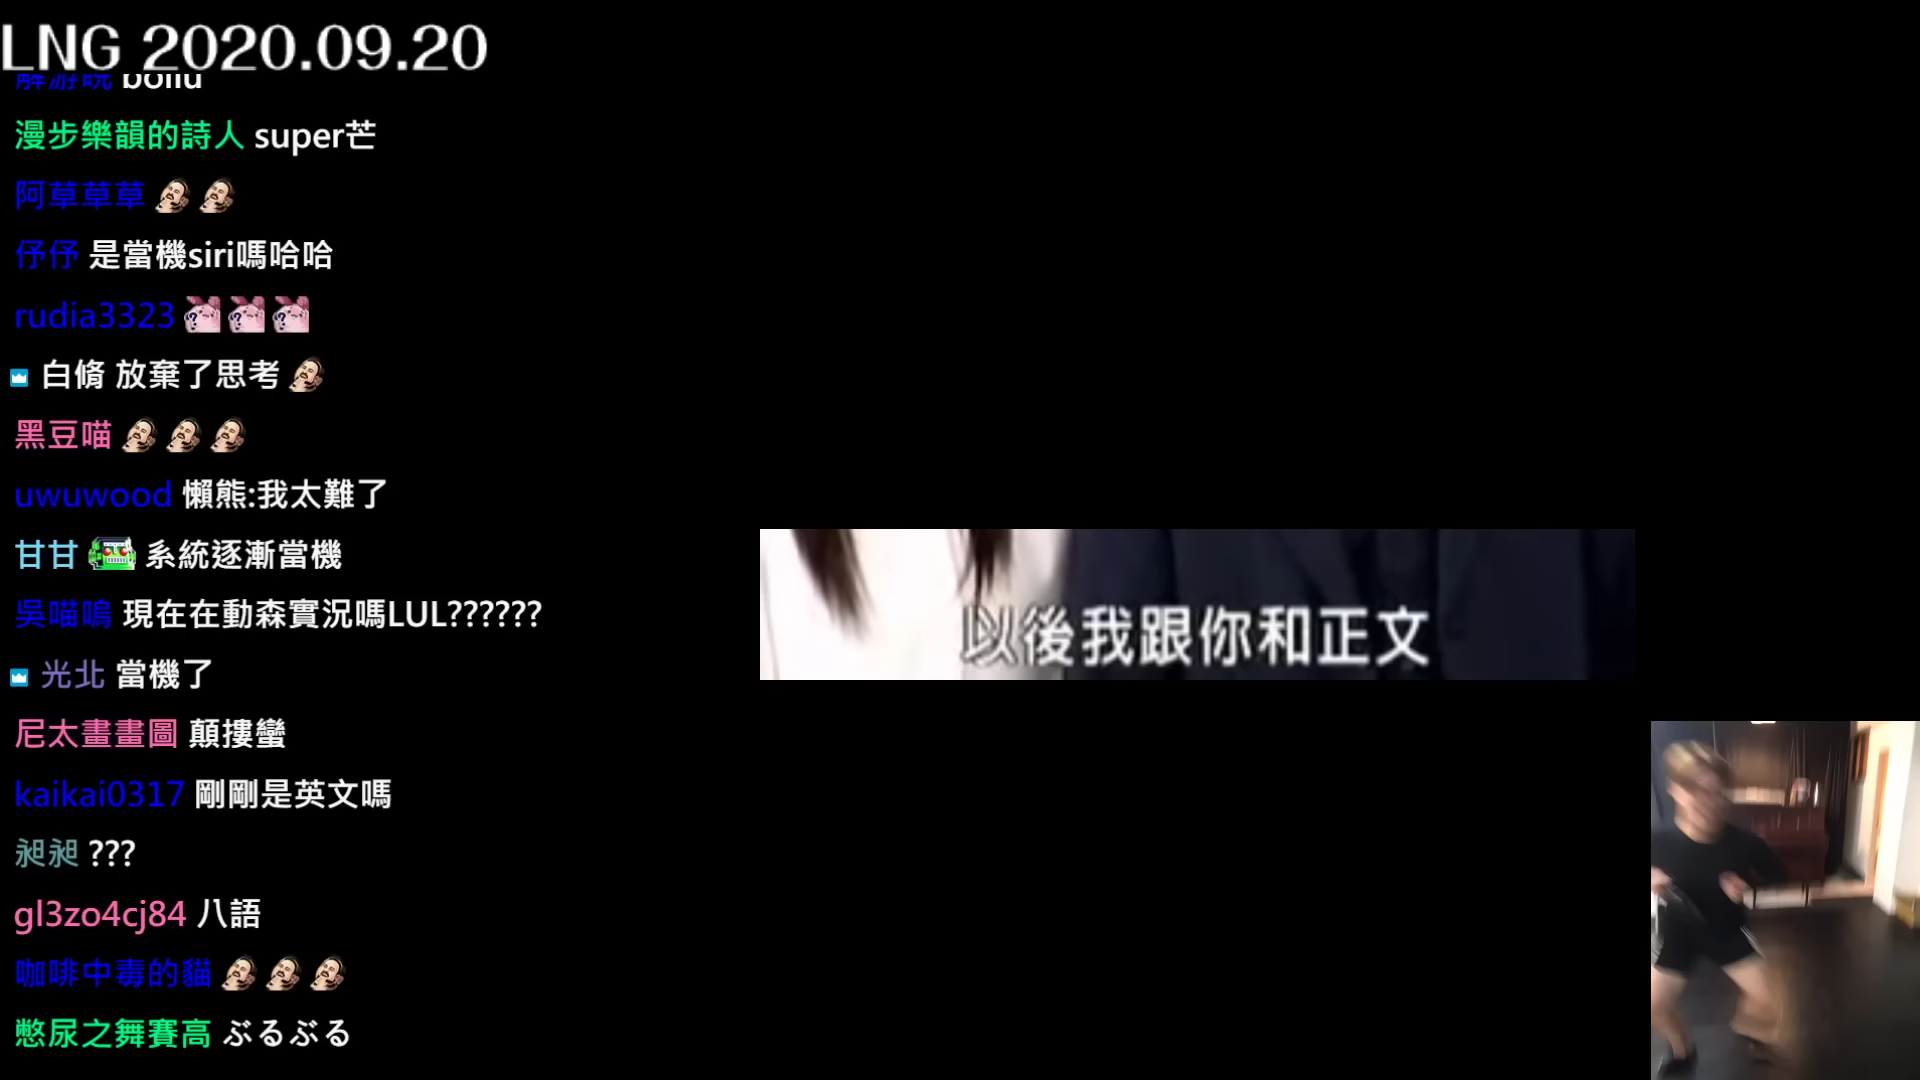 LNG 2020.09.20
漫步樂韻的詩人 super芒
阿草草草
伃伃 是當機siri嗎哈哈
rudia3323
白脩 放棄了思考
黑豆喵
uwuwood 懶熊:我太難了
甘甘 系統逐漸當機
吳喵嗚 現在在動森實況嗎LUL??????
光北 當機了
尼太畫畫圖 顛摟蠻
kaikai0317 剛剛是英文嗎
昶昶 ???
gl3zo4cj84 八語
咖啡中毒的貓
憋尿之舞賽高 ぶるぶる
以後我跟你和正文